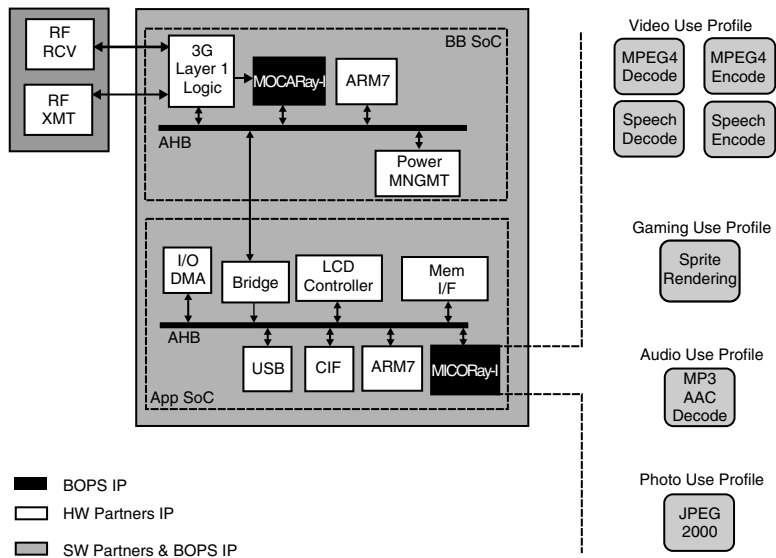 RF
RCV
RF
XMT
BB SoC
3G
Layer 1
Logic
MOCARay-I
ARM7
AHB
Power
MNGMT
I/O
DMA
Bridge
LCD
Controller
Mem
I/F
AHB
USB
CIF
ARM7
MICORay-I
App SoC
Video Use Profile
MPEG4
Decode
MPEG4
Encode
Speech
Decode
Speech
Encode
Gaming Use Profile
Sprite
Rendering
Audio Use Profile
MP3
AAC
Decode
Photo Use Profile
JPEG
2000
BOPS IP
HW Partners IP
SW Partners & BOPS IP